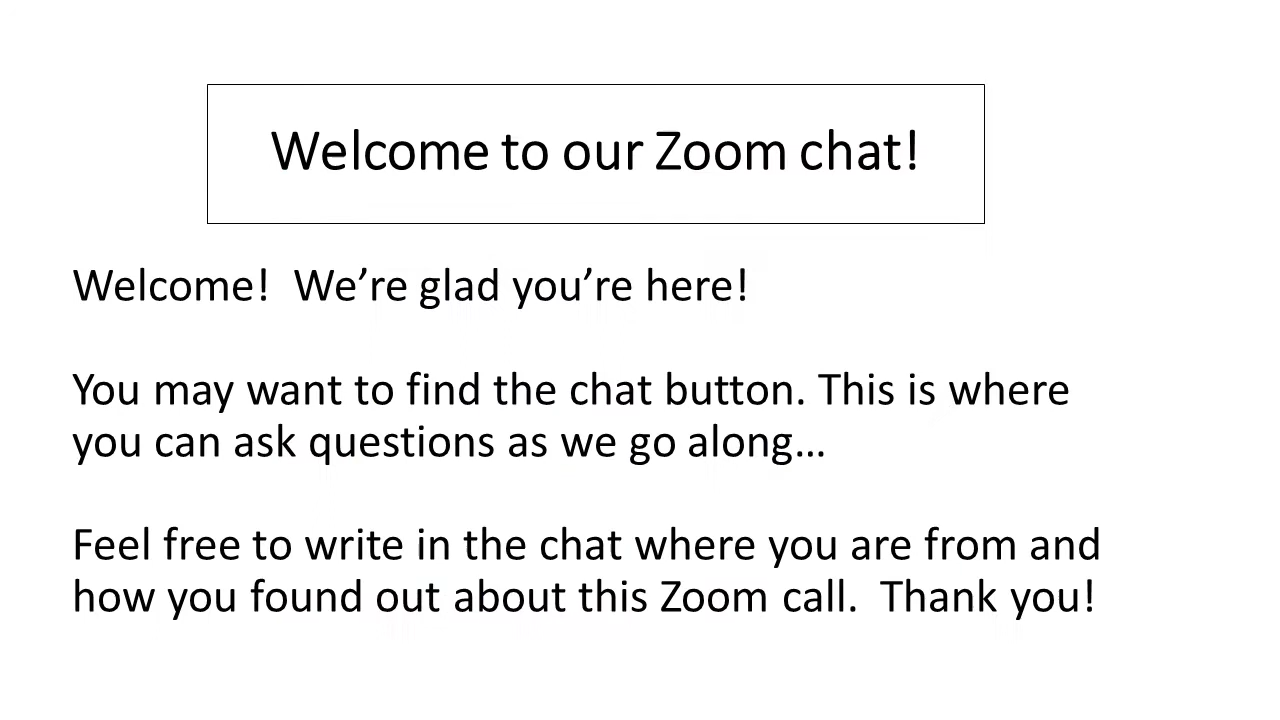 Welcome to our Zoom chat!
Welcome!  We’re glad you’re here!
You may want to find the chat button. This is where
you can ask questions as we go along…
Feel free to write in the chat where you are from and
how you found out about this Zoom call.  Thank you!